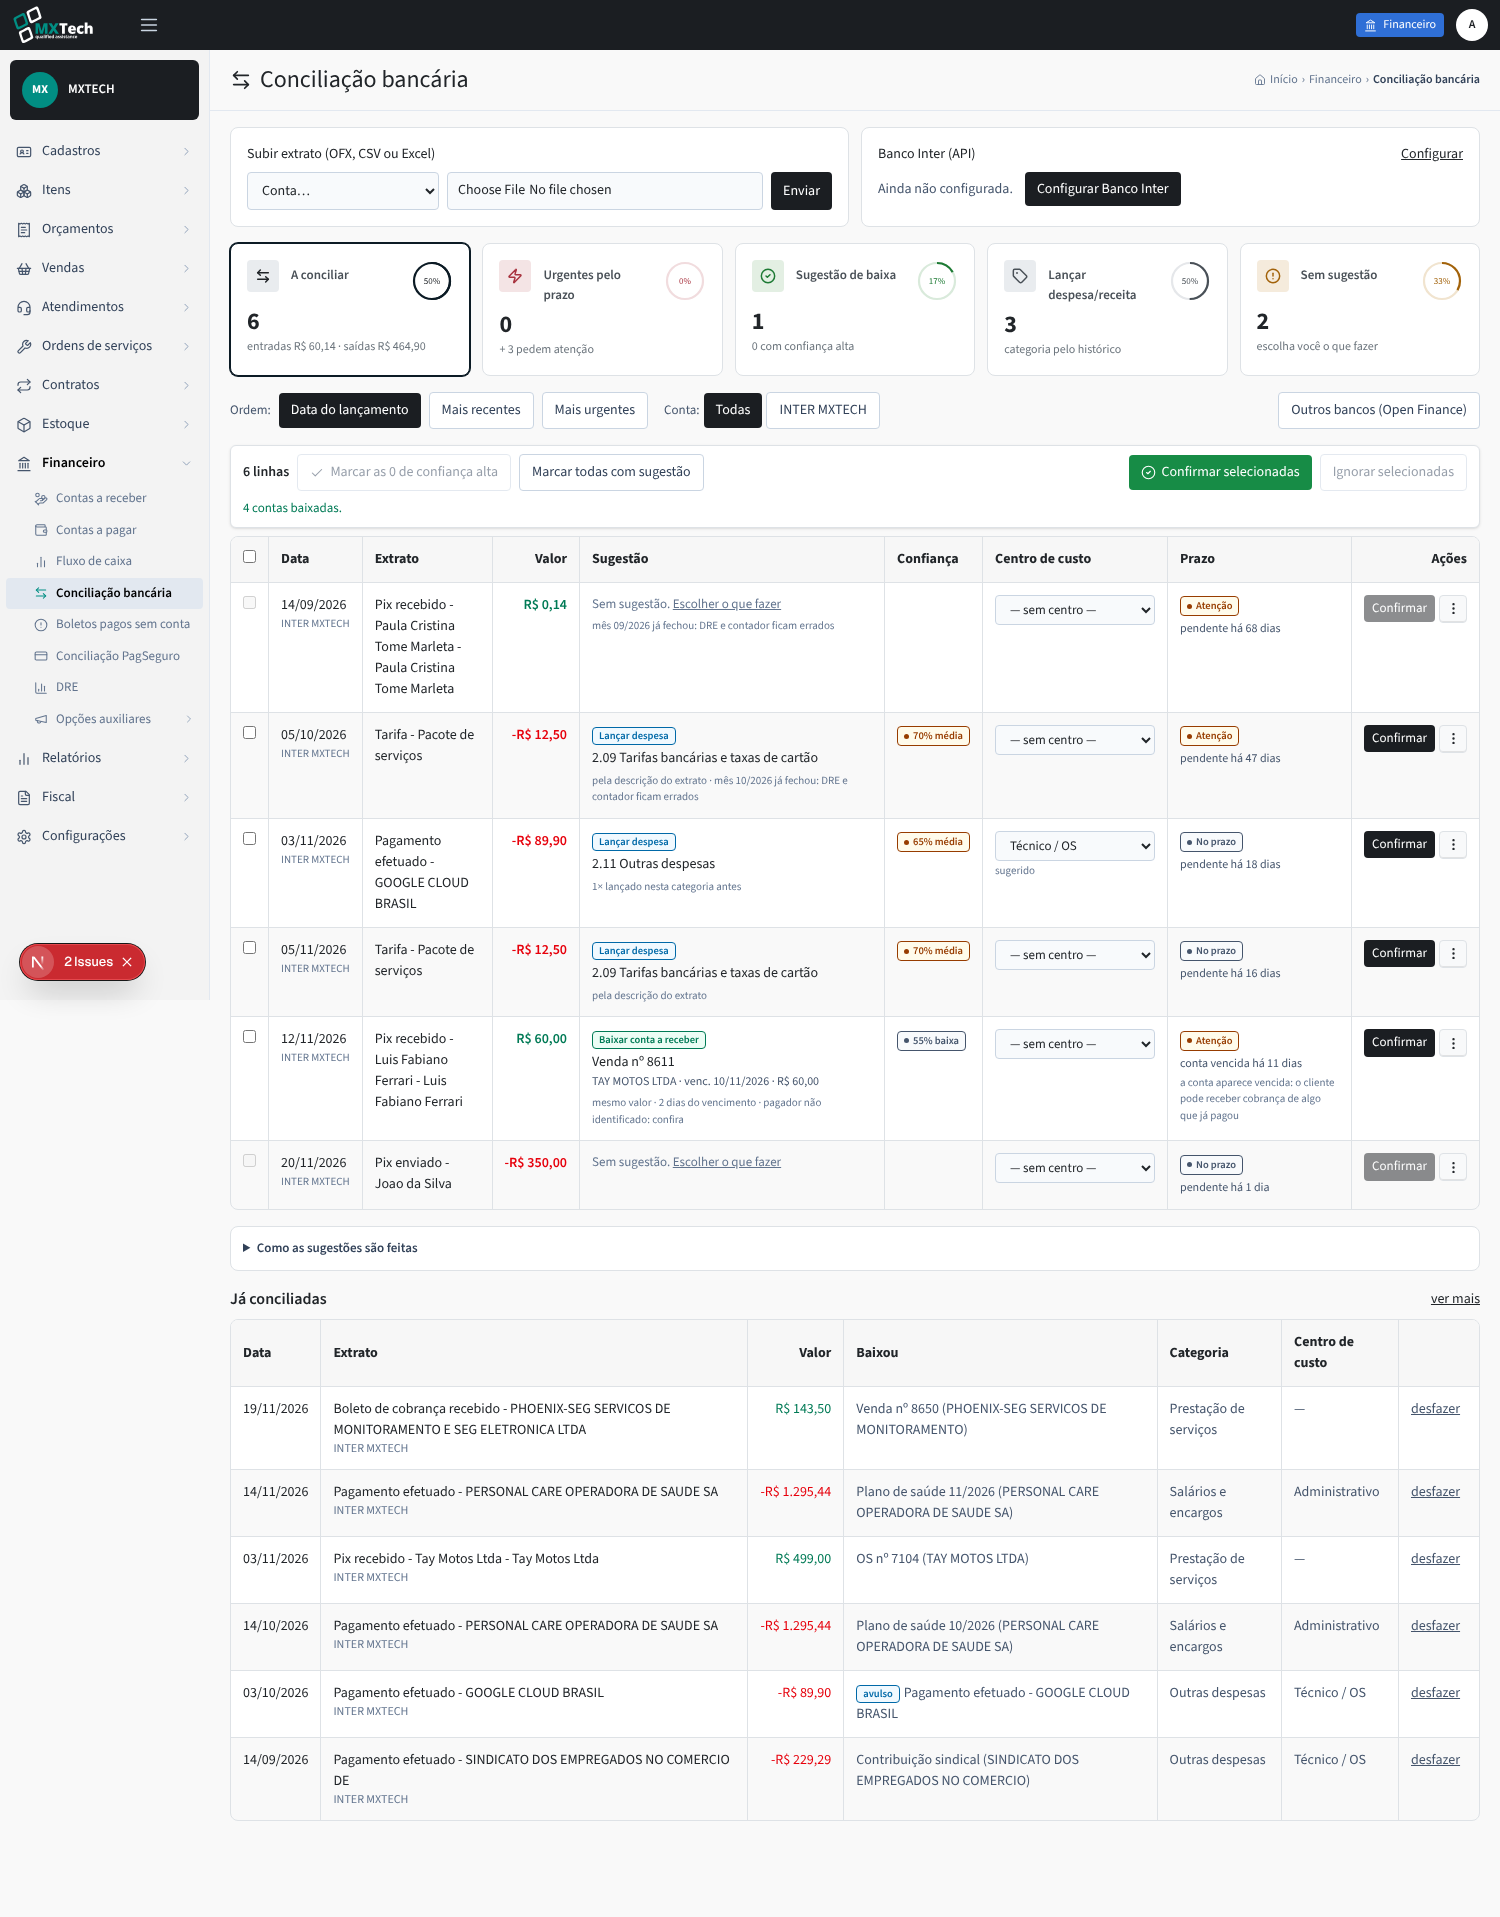 MXTech
qualified assistance
Financeiro
A
MX
MXTECH
Cadastros
Itens
Orçamentos
Vendas
Atendimentos
Ordens de serviços
Contratos
Estoque
Financeiro
Contas a receber
Contas a pagar
Fluxo de caixa
Conciliação bancária
Boletos pagos sem conta
Conciliação PagSeguro
DRE
Opções auxiliares
Relatórios
Fiscal
Configurações
N 2 Issues
Conciliação bancária
Início › Financeiro › Conciliação bancária
Subir extrato (OFX, CSV ou Excel)
Conta...
Choose File No file chosen
Enviar
Banco Inter (API)
Configurar
Ainda não configurada.
Configurar Banco Inter
A conciliar
50%
6
entradas R$ 60,14 · saídas R$ 464,90
Urgentes pelo
prazo
0%
0
+ 3 pedem atenção
Sugestão de baixa
17%
1
0 com confiança alta
Lançar
despesa/receita
50%
3
categoria pelo histórico
Sem sugestão
33%
2
escolha você o que fazer
Ordem: Data do lançamento Mais recentes Mais urgentes Conta: Todas INTER MXTECH Outros bancos (Open Finance)
6 linhas Marcar as 0 de confiança alta Marcar todas com sugestão Confirmar selecionadas Ignorar selecionadas
4 contas baixadas.
Data Extrato Valor Sugestão Confiança Centro de custo Prazo Ações
14/09/2026
INTER MXTECH
Pix recebido -
Paula Cristina
Tome Marleta -
Paula Cristina
Tome Marleta
R$ 0,14
Sem sugestão. Escolher o que fazer
mês 09/2026 já fechou: DRE e contador ficam errados
— sem centro —
Atenção
pendente há 68 dias
Confirmar
05/10/2026
INTER MXTECH
Tarifa - Pacote de
serviços
-R$ 12,50
Lançar despesa
2.09 Tarifas bancárias e taxas de cartão
pela descrição do extrato · mês 10/2026 já fechou: DRE e
contador ficam errados
70% média
— sem centro —
Atenção
pendente há 47 dias
Confirmar
03/11/2026
INTER MXTECH
Pagamento
efetuado -
GOOGLE CLOUD
BRASIL
-R$ 89,90
Lançar despesa
2.11 Outras despesas
1× lançado nesta categoria antes
65% média
Técnico / OS
sugerido
No prazo
pendente há 18 dias
Confirmar
05/11/2026
INTER MXTECH
Tarifa - Pacote de
serviços
-R$ 12,50
Lançar despesa
2.09 Tarifas bancárias e taxas de cartão
pela descrição do extrato
70% média
— sem centro —
No prazo
pendente há 16 dias
Confirmar
12/11/2026
INTER MXTECH
Pix recebido -
Luis Fabiano
Ferrari - Luis
Fabiano Ferrari
R$ 60,00
Baixar conta a receber
Venda nº 8611
TAY MOTOS LTDA · venc. 10/11/2026 · R$ 60,00
mesmo valor · 2 dias do vencimento · pagador não
identificado: confira
55% baixa
— sem centro —
Atenção
conta vencida há 11 dias
a conta aparece vencida: o cliente
pode receber cobrança de algo
que já pagou
Confirmar
20/11/2026
INTER MXTECH
Pix enviado -
Joao da Silva
-R$ 350,00
Sem sugestão. Escolher o que fazer
— sem centro —
No prazo
pendente há 1 dia
Confirmar
Como as sugestões são feitas
Já conciliadas
ver mais
Data Extrato Valor Baixou Categoria Centro de
custo
19/11/2026
Boleto de cobrança recebido - PHOENIX-SEG SERVICOS DE
MONITORAMENTO E SEG ELETRONICA LTDA
INTER MXTECH
R$ 143,50
Venda nº 8650 (PHOENIX-SEG SERVICOS DE
MONITORAMENTO)
Prestação de
serviços
—
desfazer
14/11/2026
Pagamento efetuado - PERSONAL CARE OPERADORA DE SAUDE SA
INTER MXTECH
-R$ 1.295,44
Plano de saúde 11/2026 (PERSONAL CARE
OPERADORA DE SAUDE SA)
Salários e
encargos
Administrativo
desfazer
03/11/2026
Pix recebido - Tay Motos Ltda - Tay Motos Ltda
INTER MXTECH
R$ 499,00
OS nº 7104 (TAY MOTOS LTDA)
Prestação de
serviços
—
desfazer
14/10/2026
Pagamento efetuado - PERSONAL CARE OPERADORA DE SAUDE SA
INTER MXTECH
-R$ 1.295,44
Plano de saúde 10/2026 (PERSONAL CARE
OPERADORA DE SAUDE SA)
Salários e
encargos
Administrativo
desfazer
03/10/2026
Pagamento efetuado - GOOGLE CLOUD BRASIL
INTER MXTECH
-R$ 89,90
avulso Pagamento efetuado - GOOGLE CLOUD
BRASIL
Outras despesas
Técnico / OS
desfazer
14/09/2026
Pagamento efetuado - SINDICATO DOS EMPREGADOS NO COMERCIO
DE
INTER MXTECH
-R$ 229,29
Contribuição sindical (SINDICATO DOS
EMPREGADOS NO COMERCIO)
Outras despesas
Técnico / OS
desfazer